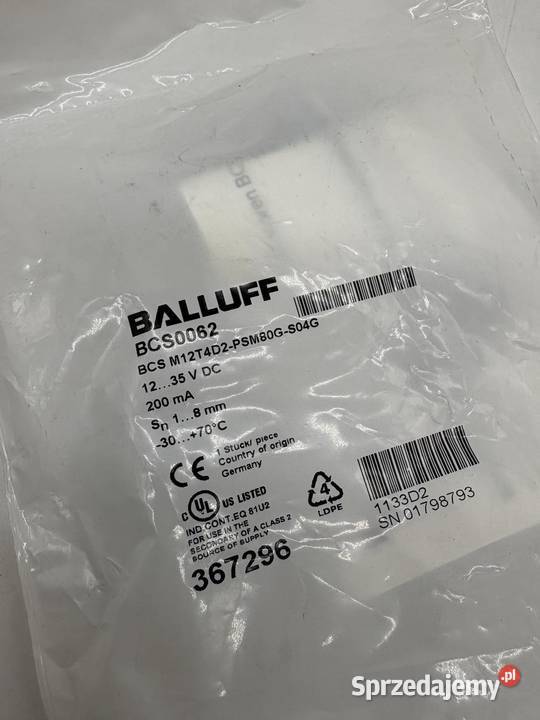 BALLUFF
BCS0062
BCS M12T4D2-PSM80G-S04G
12...35 V DC
200 mA
Sn 1...8 mm
-30...+70°C
1 Stuck/ piece
Country of origin
Germany
CE
C UL US LISTED
IND.CONT.EQ 81U2
FOR USE IN THE
SECONDARY OF A CLASS 2
SOURCE OF SUPPLY
367296
4
LDPE
1133D2
SN 01798793
Sprzedajemy.pl